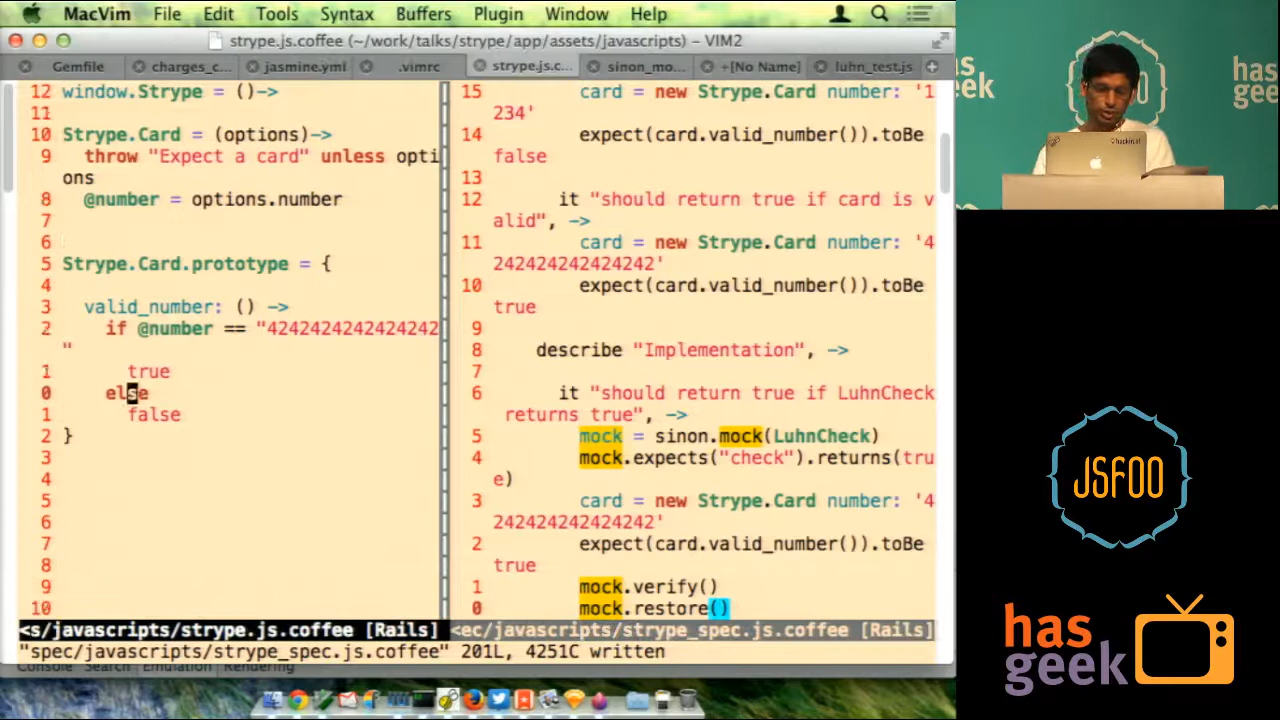 MacVim File Edit Tools Syntax Buffers Plugin Window Help
strype.js.coffee (~/work/talks/strype/app/assets/javascripts) – VIM2
Gemfile charges_c... jasmine.yml .vimrc strype.js.c... sinon_mo... +[No Name] luhn_test.js
12 window.Strype = ()->
11
10 Strype.Card = (options)->
9 throw "Expect a card" unless opti
ons
8 @number = options.number
7
6
5 Strype.Card.prototype = {
4
3 valid_number: () ->
2 if @number == "4242424242424242
"
1 true
0 else
1 false
2 }
3
4
5
6
7
8
9
10
<s/javascripts/strype.js.coffee [Rails]
15 card = new Strype.Card number: '1
234'
14 expect(card.valid_number()).toBe
false
13
12 it "should return true if card is v
alid", ->
11 card = new Strype.Card number: '4
242424242424242'
10 expect(card.valid_number()).toBe
true
9
8 describe "Implementation", ->
7
6 it "should return true if LuhnCheck
returns true", ->
5 mock = sinon.mock(LuhnCheck)
4 mock.expects("check").returns(tru
e)
3 card = new Strype.Card number: '4
242424242424242'
2 expect(card.valid_number()).toBe
true
1 mock.verify()
0 mock.restore()
<ec/javascripts/strype_spec.js.coffee [Rails]
"spec/javascripts/strype_spec.js.coffee" 201L, 4251C written
Console Search Emulation Rendering
has
geek
has
geek
JSFOO
has
geek